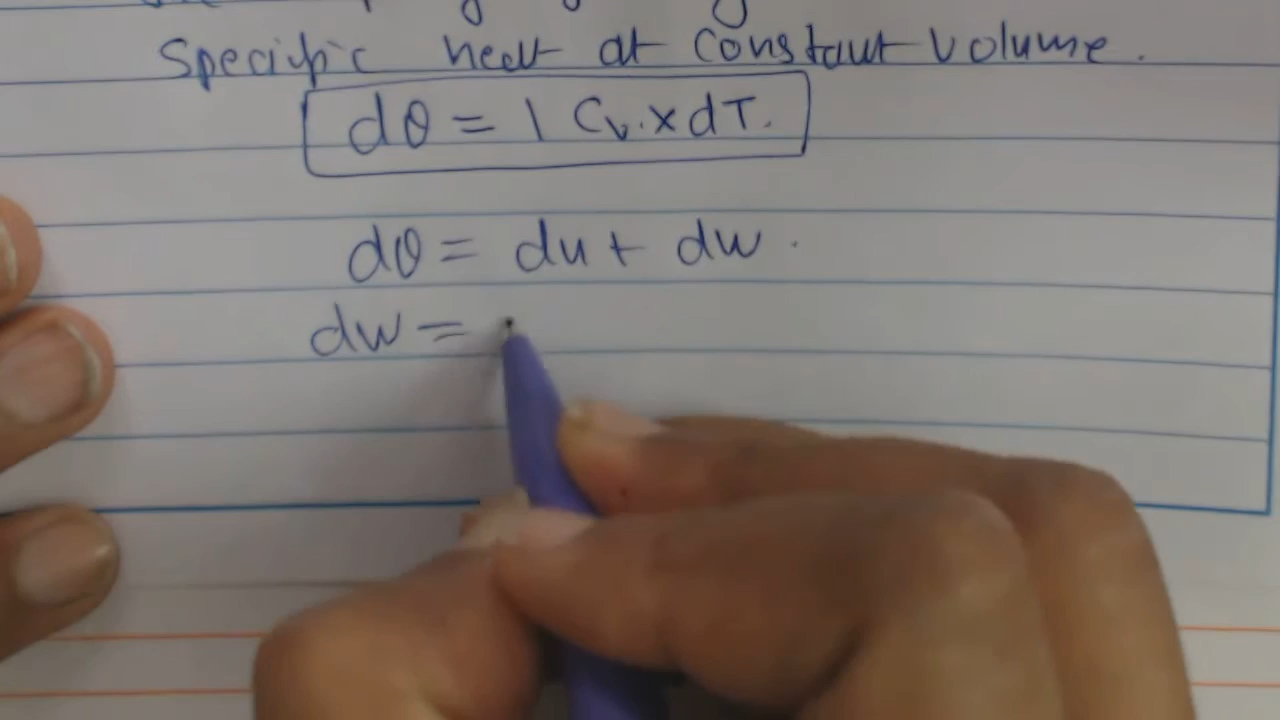 Specific heat at constant volume.
dθ = 1 Cv. x dT.
dθ = du + dw.
dw =